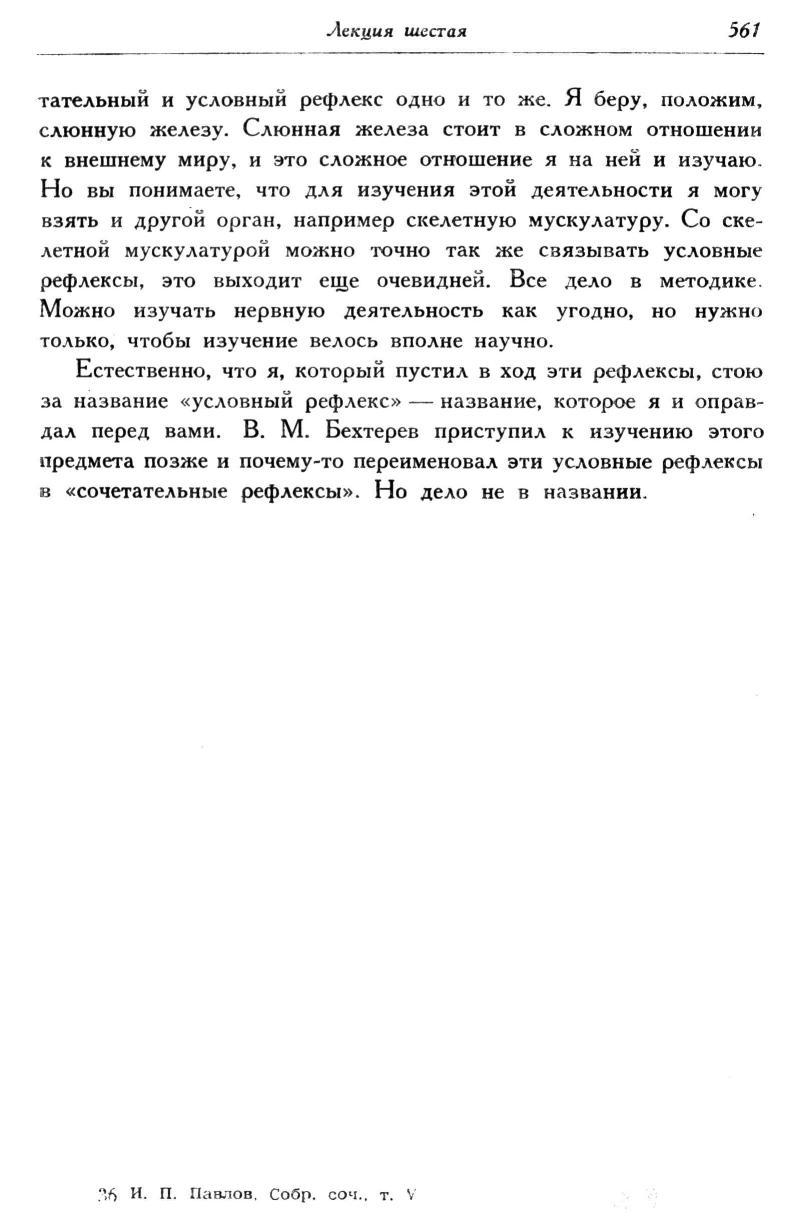 Лекция шестая 561
тательный и условный рефлекс одно и то же. Я беру, положим,
слюнную железу. Слюнная железа стоит в сложном отношении
к внешнему миру, и это сложное отношение я на ней и изучаю.
Но вы понимаете, что для изучения этой деятельности я могу
взять и другой орган, например скелетную мускулатуру. Со ске-
летной мускулатурой можно точно так же связывать условные
рефлексы, это выходит еще очевидней. Все дело в методике.
Можно изучать нервную деятельность как угодно, но нужно
только, чтобы изучение велось вполне научно.
Естественно, что я, который пустил в ход эти рефлексы, стою
за название «условный рефлекс» — название, которое я и оправ-
дал перед вами. В. М. Бехтерев приступил к изучению этого
предмета позже и почему-то переименовал эти условные рефлексы
в «сочетательные рефлексы». Но дело не в названии.
36 И. П. Павлов, Собр. соч., т. V